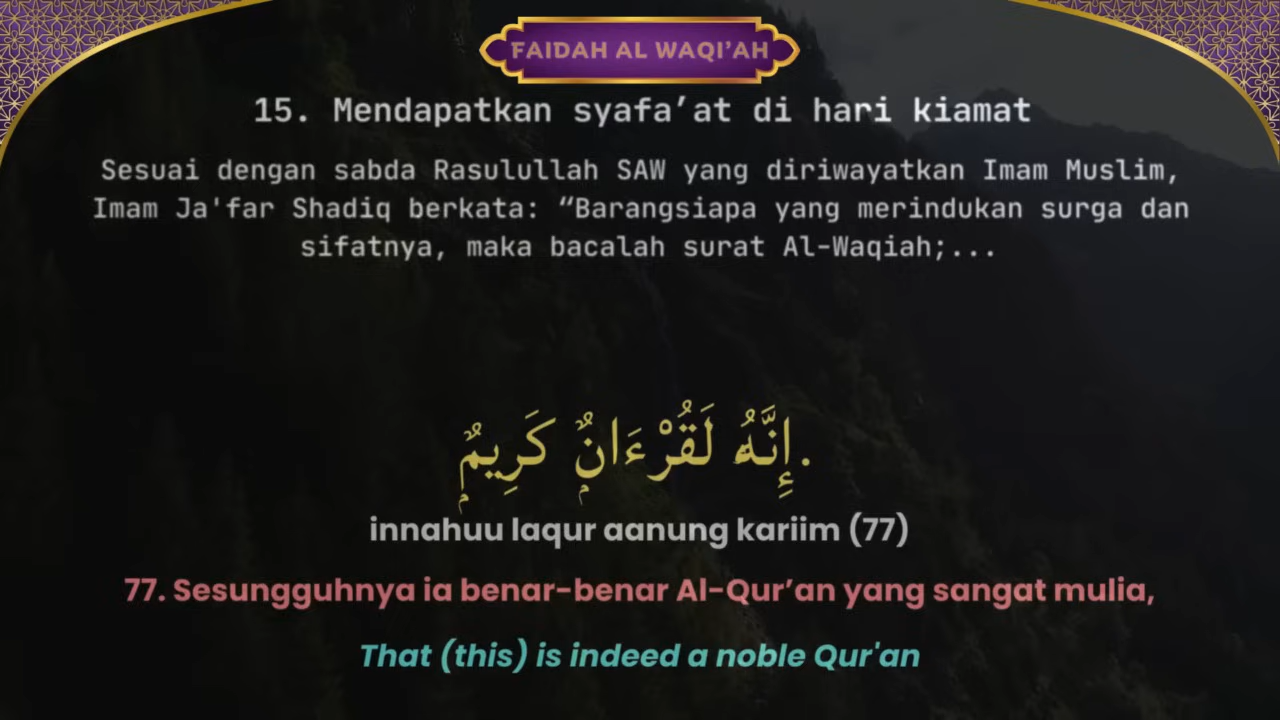 FAIDAH AL WAQI’AH
15. Mendapatkan syafa’at di hari kiamat
Sesuai dengan sabda Rasulullah SAW yang diriwayatkan Imam Muslim,
Imam Ja'far Shadiq berkata: “Barangsiapa yang merindukan surga dan
sifatnya, maka bacalah surat Al-Waqiah;...
.إِنَّهُۥ لَقُرْءَانٌۭ كَرِيمٌۭ
innahuu laqur aanung kariim (77)
77. Sesungguhnya ia benar-benar Al-Qur’an yang sangat mulia,
That (this) is indeed a noble Qur'an